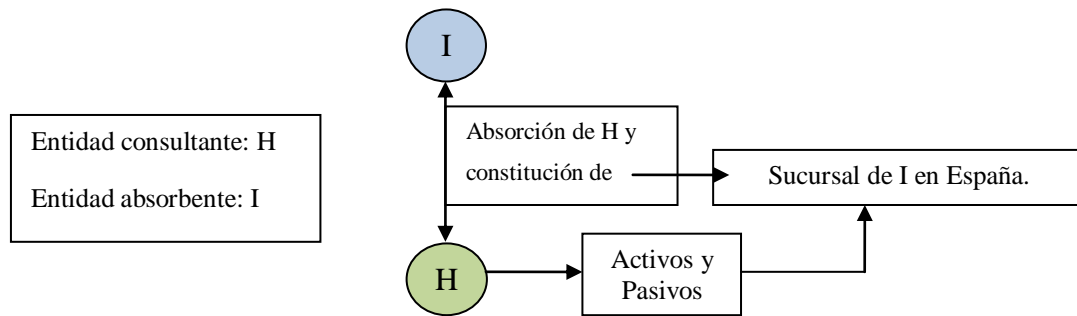 I
Entidad consultante: H
Entidad absorbente: I
Absorción de H y
constitución de
Sucursal de I en España.
H
Activos y
Pasivos